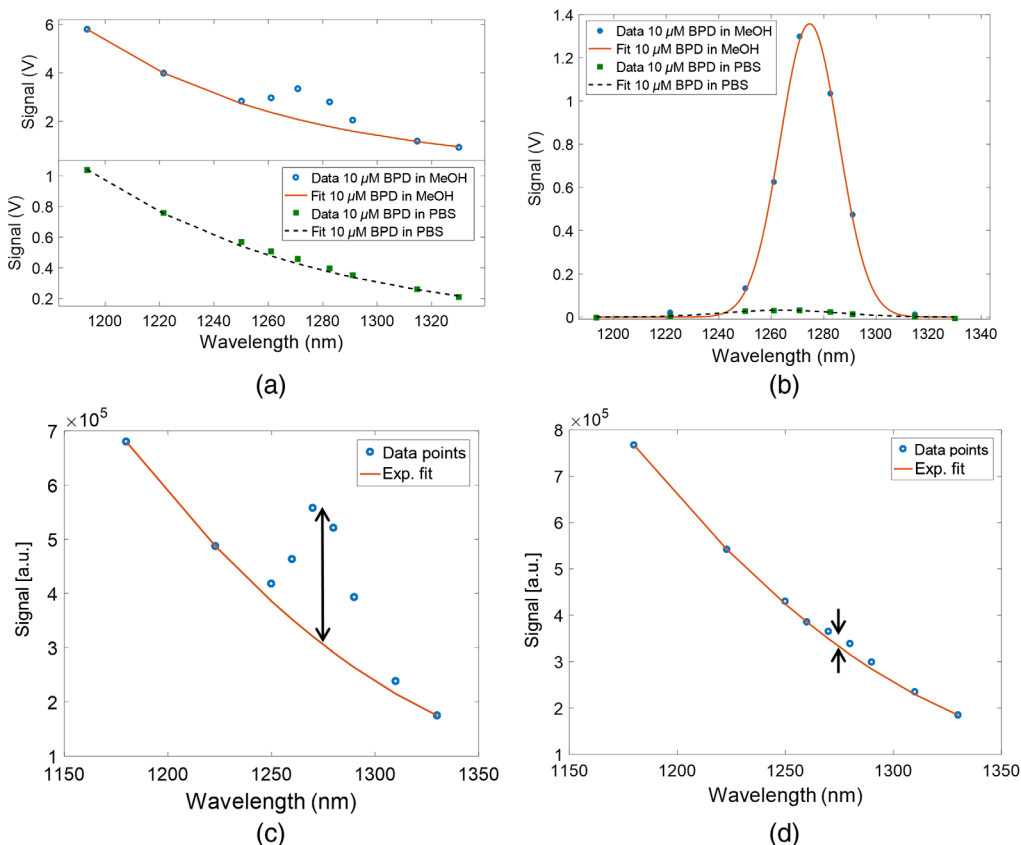 6
4
2
Signal (V)
Data 10 µM BPD in MeOH
Fit 10 µM BPD in MeOH
Data 10 µM BPD in PBS
Fit 10 µM BPD in PBS
1
0.8
0.6
0.4
0.2
Signal (V)
1200 1220 1240 1260 1280 1300 1320
Wavelength (nm)
(a)
Data 10 µM BPD in MeOH
Fit 10 µM BPD in MeOH
Data 10 µM BPD in PBS
Fit 10 µM BPD in PBS
1.4
1.2
1
0.8
0.6
0.4
0.2
0
Signal (V)
1200 1220 1240 1260 1280 1300 1320 1340
Wavelength (nm)
(b)
×10⁵
7
6
5
4
3
2
1
Signal [a.u.]
Data points
Exp. fit
1150 1200 1250 1300 1350
Wavelength (nm)
(c)
×10⁵
8
7
6
5
4
3
2
1
Signal [a.u.]
Data points
Exp. fit
1150 1200 1250 1300 1350
Wavelength (nm)
(d)